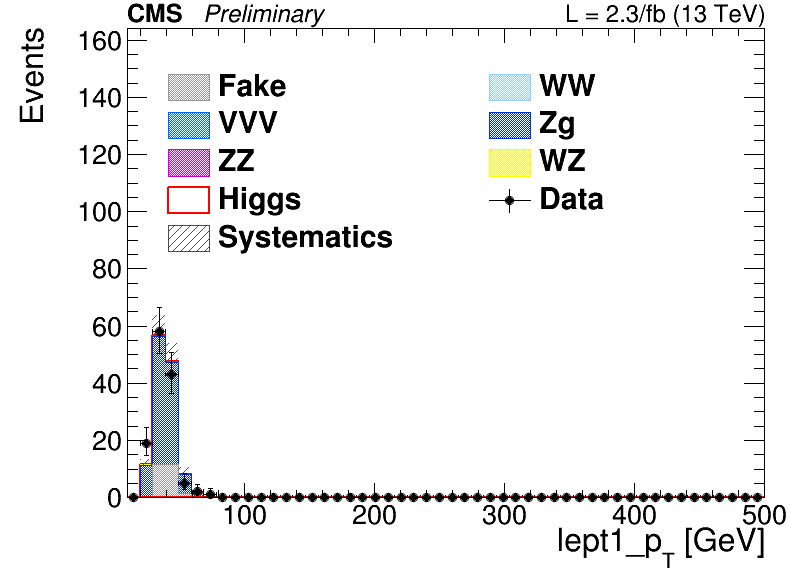 CMS Preliminary L = 2.3/fb (13 TeV)
Events
160
140
120
100
80
60
40
20
0
Fake WW
VVV Zg
ZZ WZ
Higgs Data
Systematics
100 200 300 400 500
lept1_p_T [GeV]